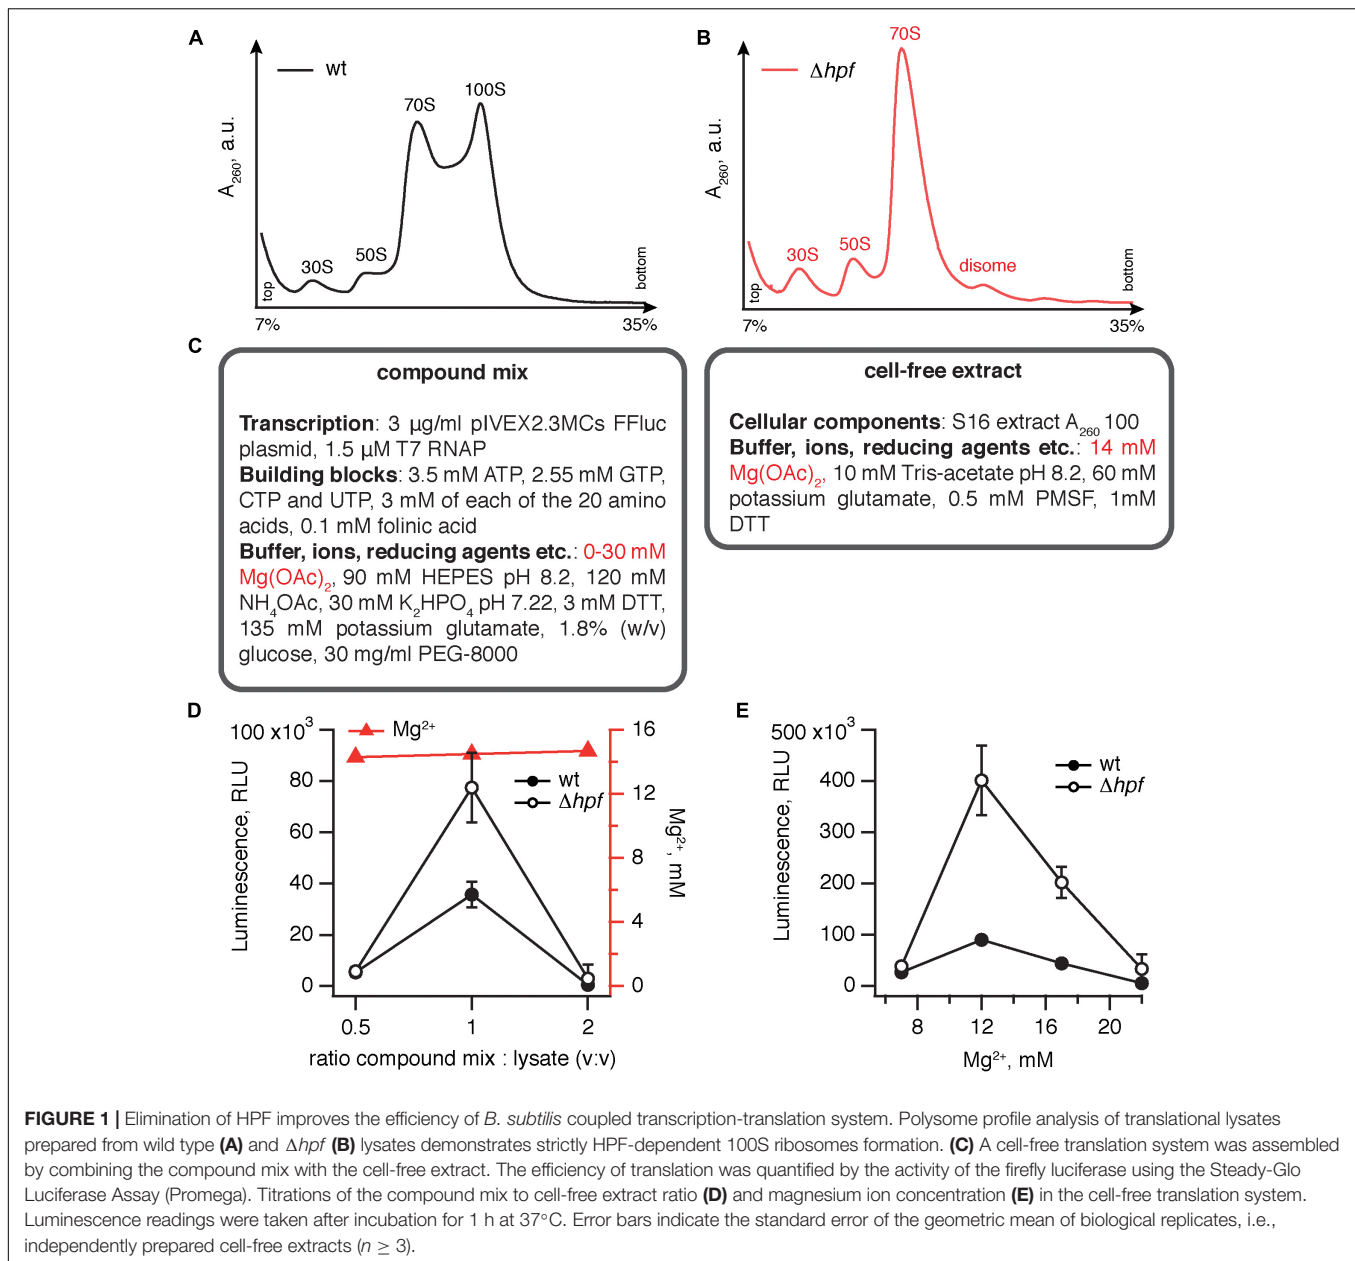 A
wt
70S
100S
50S
30S
A260, a.u.
top
bottom
7%
35%
B
Δhpf
70S
50S
30S
disome
A260, a.u.
top
bottom
7%
35%
C
compound mix
Transcription: 3 µg/ml pIVEX2.3MCs FFluc
plasmid, 1.5 µM T7 RNAP
Building blocks: 3.5 mM ATP, 2.55 mM GTP,
CTP and UTP, 3 mM of each of the 20 amino
acids, 0.1 mM folinic acid
Buffer, ions, reducing agents etc.: 0-30 mM
Mg(OAc)2, 90 mM HEPES pH 8.2, 120 mM
NH4OAc, 30 mM K2HPO4 pH 7.22, 3 mM DTT,
135 mM potassium glutamate, 1.8% (w/v)
glucose, 30 mg/ml PEG-8000
cell-free extract
Cellular components: S16 extract A260 100
Buffer, ions, reducing agents etc.: 14 mM
Mg(OAc)2, 10 mM Tris-acetate pH 8.2, 60 mM
potassium glutamate, 0.5 mM PMSF, 1mM
DTT
D
100 x10³
80
60
40
20
0
Luminescence, RLU
Mg²⁺
wt
Δhpf
16
12
8
4
0
Mg²⁺, mM
0.5
1
2
ratio compound mix : lysate (v:v)
E
500 x10³
400
300
200
100
0
Luminescence, RLU
wt
Δhpf
8
12
16
20
Mg²⁺, mM
FIGURE 1 | Elimination of HPF improves the efficiency of B. subtilis coupled transcription-translation system. Polysome profile analysis of translational lysates
prepared from wild type (A) and Δhpf (B) lysates demonstrates strictly HPF-dependent 100S ribosomes formation. (C) A cell-free translation system was assembled
by combining the compound mix with the cell-free extract. The efficiency of translation was quantified by the activity of the firefly luciferase using the Steady-Glo
Luciferase Assay (Promega). Titrations of the compound mix to cell-free extract ratio (D) and magnesium ion concentration (E) in the cell-free translation system.
Luminescence readings were taken after incubation for 1 h at 37°C. Error bars indicate the standard error of the geometric mean of biological replicates, i.e.,
independently prepared cell-free extracts (n ≥ 3).